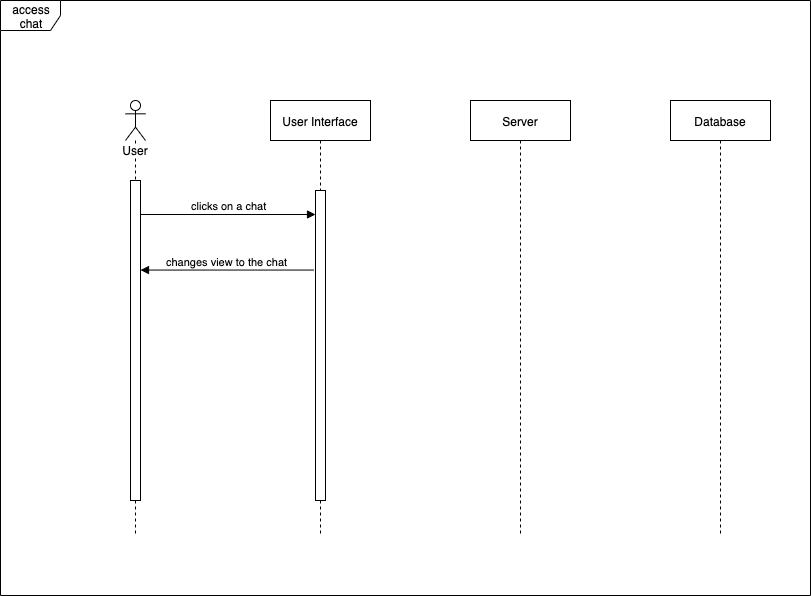 access
chat
User
User Interface
Server
Database
clicks on a chat
changes view to the chat